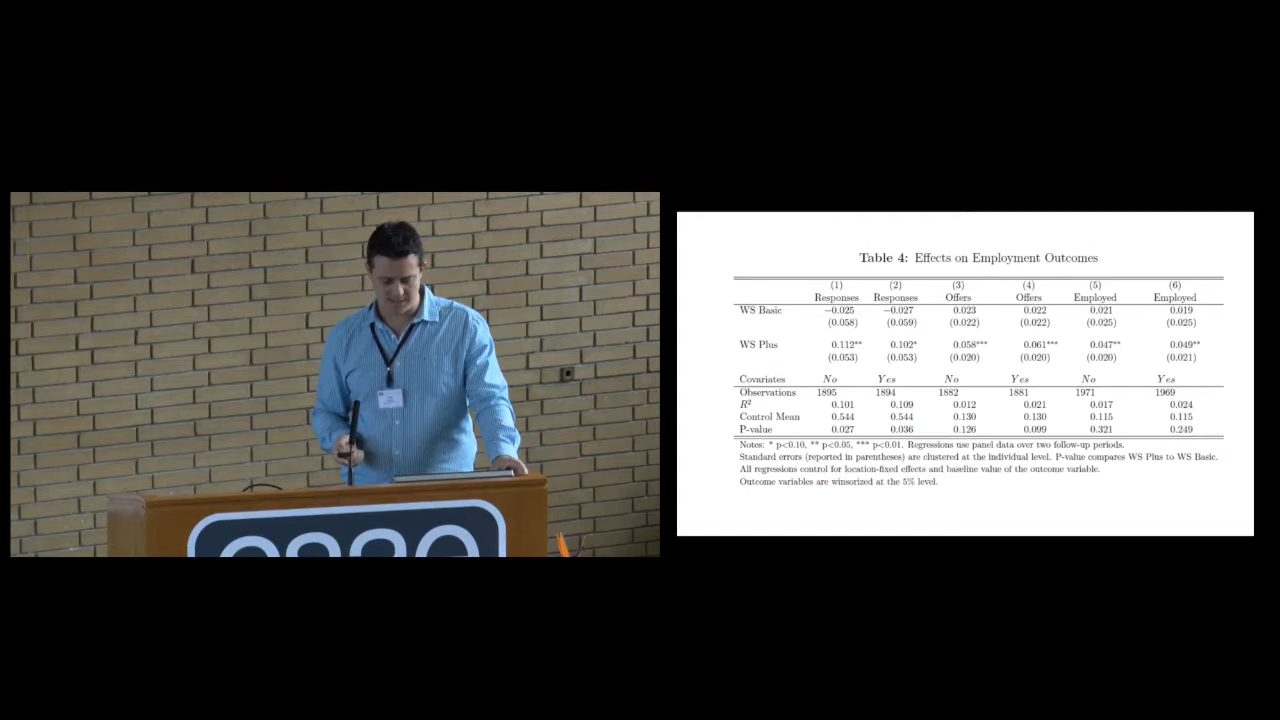 Table 4: Effects on Employment Outcomes
(1) (2) (3) (4) (5) (6)
Responses Responses Offers Offers Employed Employed
WS Basic −0.025 −0.027 0.023 0.022 0.021 0.019
(0.058) (0.059) (0.022) (0.022) (0.025) (0.025)
WS Plus 0.112** 0.102* 0.058*** 0.061*** 0.047** 0.049**
(0.053) (0.053) (0.020) (0.020) (0.020) (0.021)
Covariates No Yes No Yes No Yes
Observations 1895 1894 1882 1881 1971 1969
R² 0.101 0.109 0.012 0.021 0.017 0.024
Control Mean 0.544 0.544 0.130 0.130 0.115 0.115
P-value 0.027 0.036 0.126 0.099 0.321 0.249
Notes: * p<0.10, ** p<0.05, *** p<0.01. Regressions use panel data over two follow-up periods.
Standard errors (reported in parentheses) are clustered at the individual level. P-value compares WS Plus to WS Basic.
All regressions control for location-fixed effects and baseline value of the outcome variable.
Outcome variables are winsorized at the 5% level.